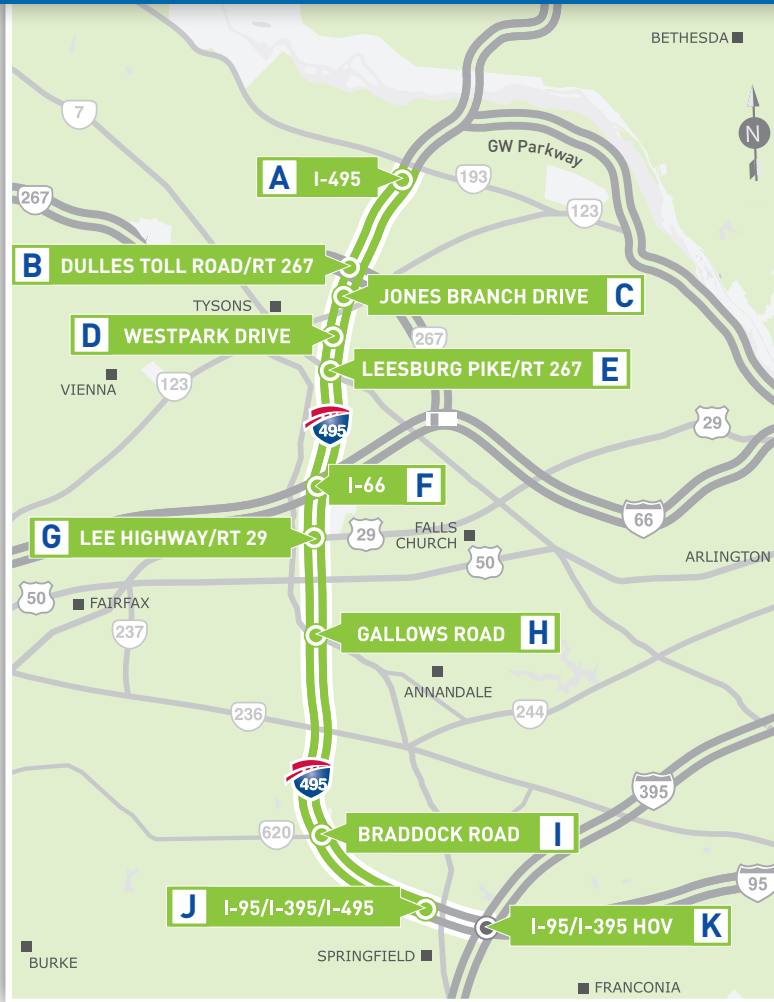 BETHESDA
7
N
GW Parkway
A I-495
193
267
123
B DULLES TOLL ROAD/RT 267
JONES BRANCH DRIVE C
TYSONS
D WESTPARK DRIVE
267
LEESBURG PIKE/RT 267 E
VIENNA
123
29
495
I-66 F
66
G LEE HIGHWAY/RT 29
29
FALLS
CHURCH
50
ARLINGTON
50
FAIRFAX
237
GALLOWS ROAD H
ANNANDALE
236
244
495
395
620
BRADDOCK ROAD I
95
J I-95/I-395/I-495
I-95/I-395 HOV K
BURKE
SPRINGFIELD
FRANCONIA